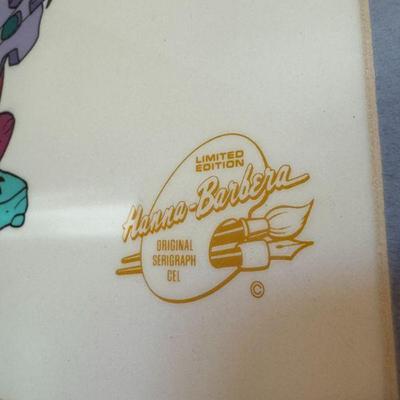 LIMITED
EDITION
Hanna-Barbera
ORIGINAL
SERIGRAPH
CEL
©